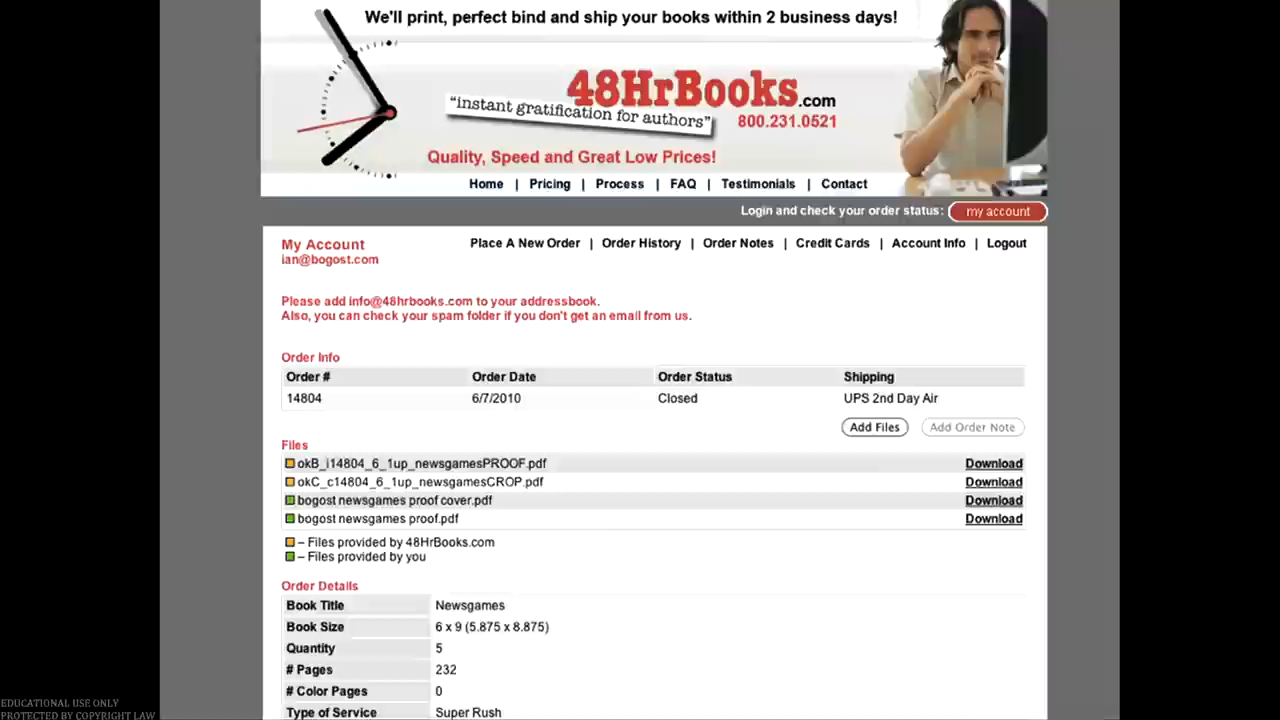 We'll print, perfect bind and ship your books within 2 business days!
48HrBooks.com
"instant gratification for authors"
800.231.0521
Quality, Speed and Great Low Prices!
Home | Pricing | Process | FAQ | Testimonials | Contact
Login and check your order status: my account
My Account Place A New Order | Order History | Order Notes | Credit Cards | Account Info | Logout
ian@bogost.com
Please add info@48hrbooks.com to your addressbook.
Also, you can check your spam folder if you don't get an email from us.
Order Info
Order # Order Date Order Status Shipping
14804 6/7/2010 Closed UPS 2nd Day Air
Add Files Add Order Note
Files
okB_i14804_6_1up_newsgamesPROOF.pdf Download
okC_c14804_6_1up_newsgamesCROP.pdf Download
bogost newsgames proof cover.pdf Download
bogost newsgames proof.pdf Download
– Files provided by 48HrBooks.com
– Files provided by you
Order Details
Book Title Newsgames
Book Size 6 x 9 (5.875 x 8.875)
Quantity 5
# Pages 232
# Color Pages 0
Type of Service Super Rush
EDUCATIONAL USE ONLY
PROTECTED BY COPYRIGHT LAW